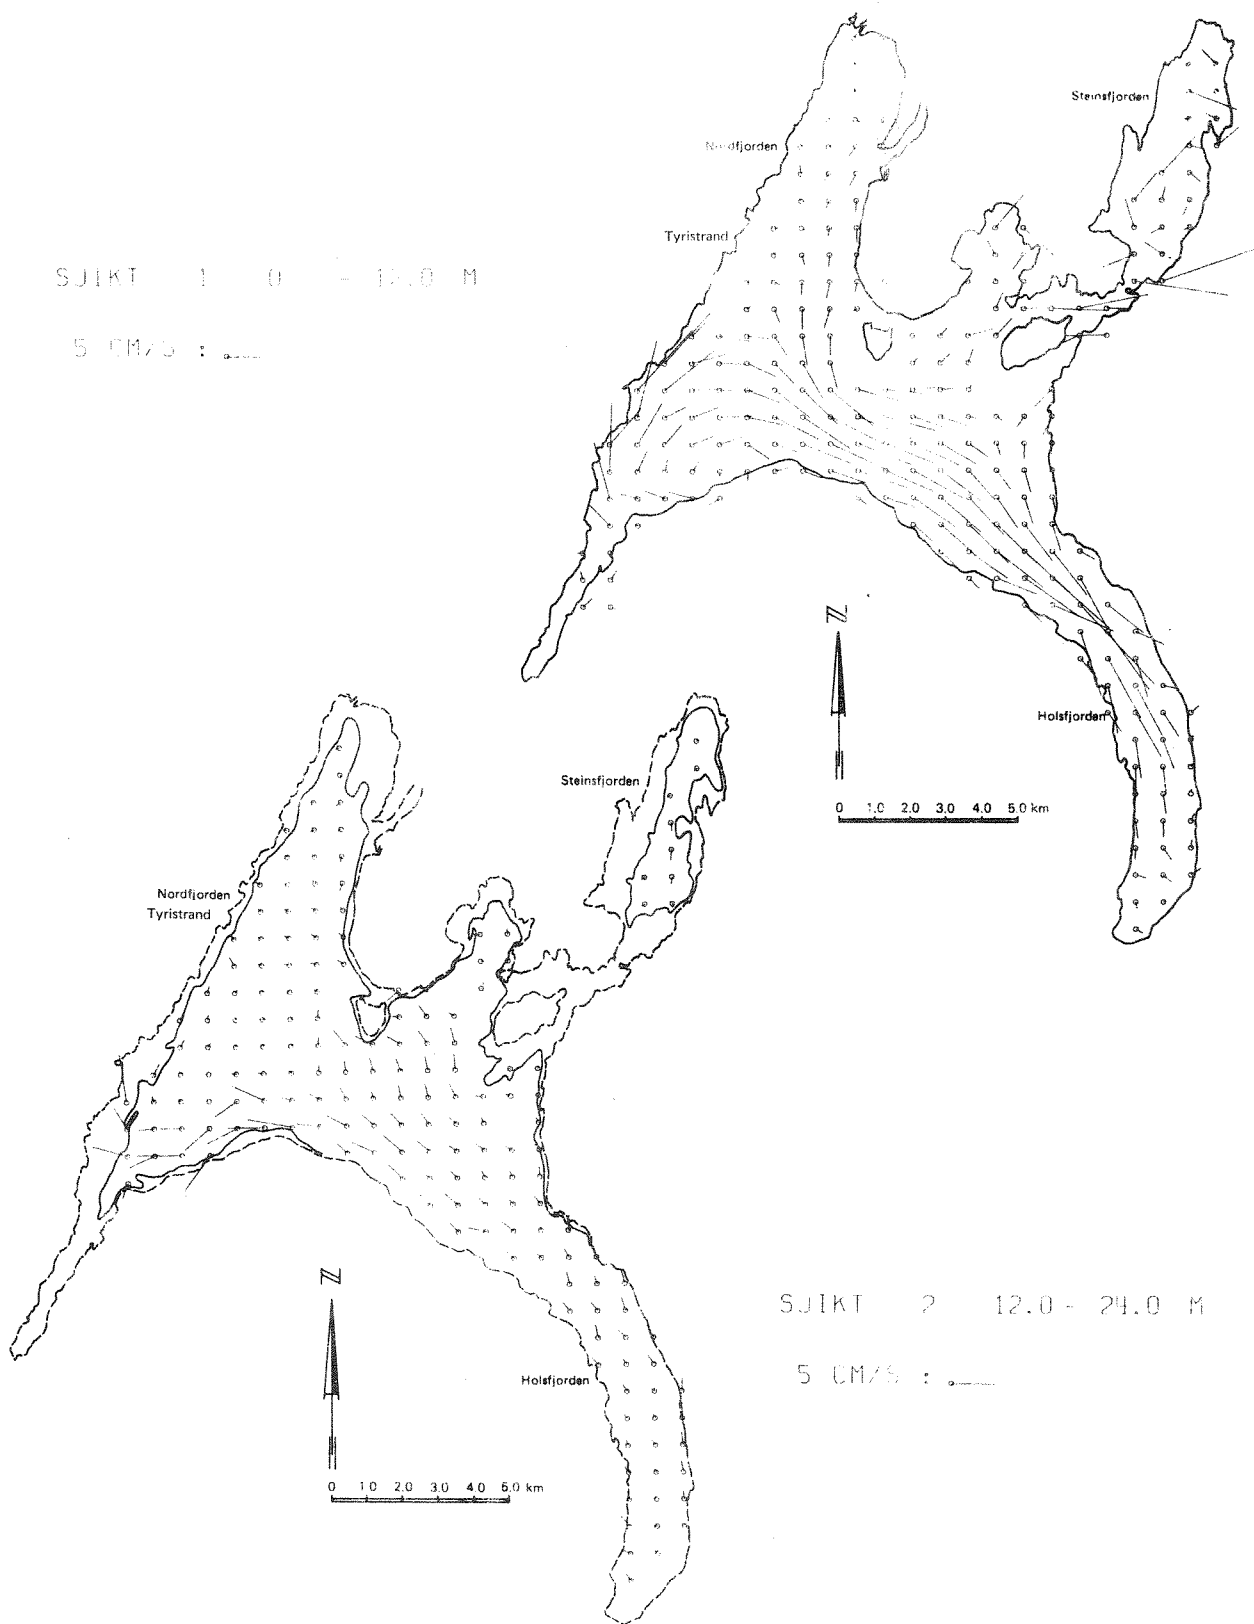 Steinsfjorden
Nordfjorden
Tyristrand
SJIKT 1 0 - 12.0 M
5 CM/S :
N
Holsfjorden
0 1.0 2.0 3.0 4.0 5.0 km
Steinsfjorden
Nordfjorden
Tyristrand
N
SJIKT 2 12.0 - 24.0 M
5 CM/S :
Holsfjorden
0 1.0 2.0 3.0 4.0 5.0 km